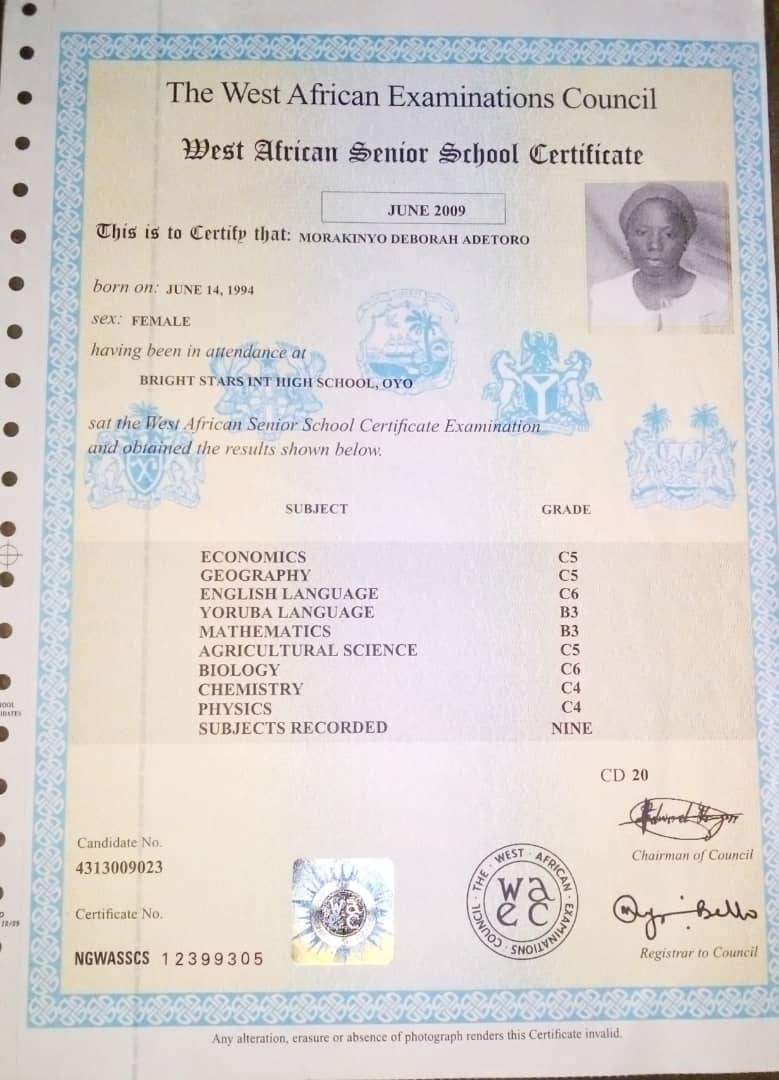 The West African Examinations Council
West African Senior School Certificate
JUNE 2009
This is to Certify that: MORAKINYO DEBORAH ADETORO
born on: JUNE 14, 1994
sex: FEMALE
having been in attendance at
BRIGHT STARS INT HIGH SCHOOL, OYO
sat the West African Senior School Certificate Examination
and obtained the results shown below.
SUBJECT GRADE
ECONOMICS C5
GEOGRAPHY C5
ENGLISH LANGUAGE C6
YORUBA LANGUAGE B3
MATHEMATICS B3
AGRICULTURAL SCIENCE C5
BIOLOGY C6
CHEMISTRY C4
PHYSICS C4
SUBJECTS RECORDED NINE
CD 20
Chairman of Council
Candidate No.
4313009023
Certificate No.
NGWASSCS 12399305
THE · WEST · AFRICAN · EXAMINATIONS COUNCIL ·
wa
ec
Bello
Registrar to Council
Any alteration, erasure or absence of photograph renders this Certificate invalid.